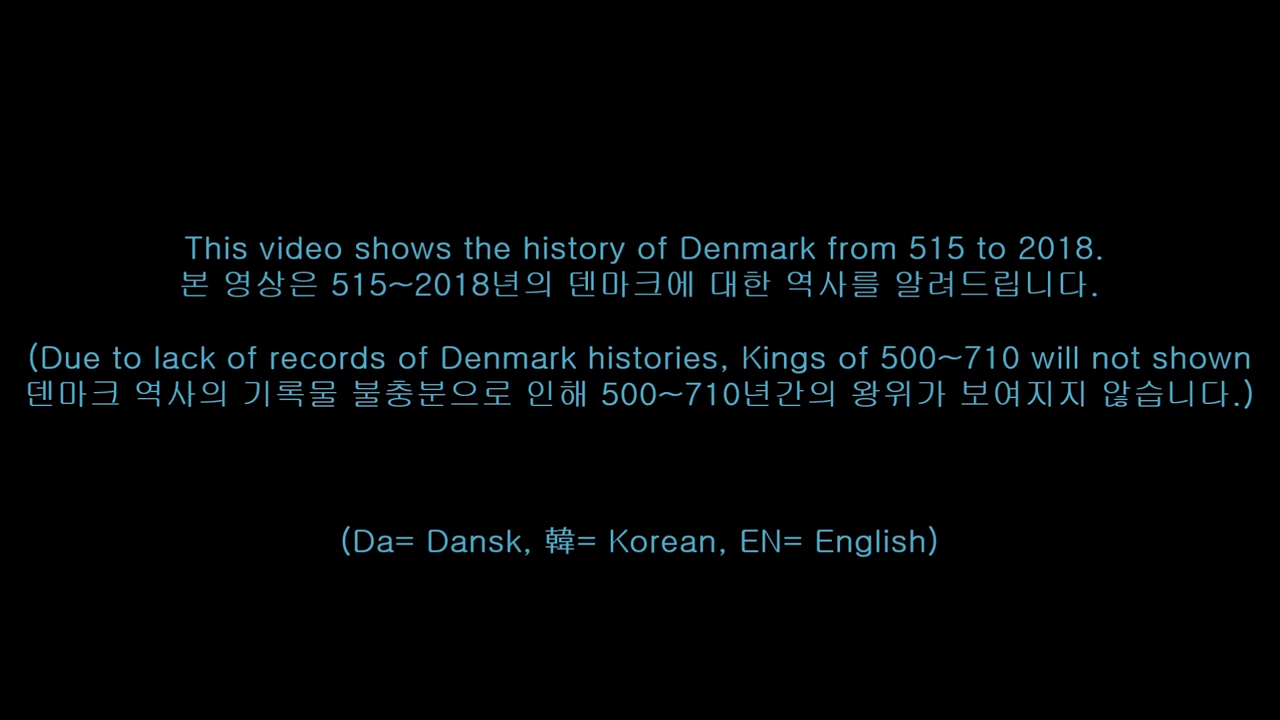 This video shows the history of Denmark from 515 to 2018.
본 영상은 515~2018년의 덴마크에 대한 역사를 알려드립니다.
(Due to lack of records of Denmark histories, Kings of 500~710 will not shown
덴마크 역사의 기록물 불충분으로 인해 500~710년간의 왕위가 보여지지 않습니다.)
(Da= Dansk, 韓= Korean, EN= English)